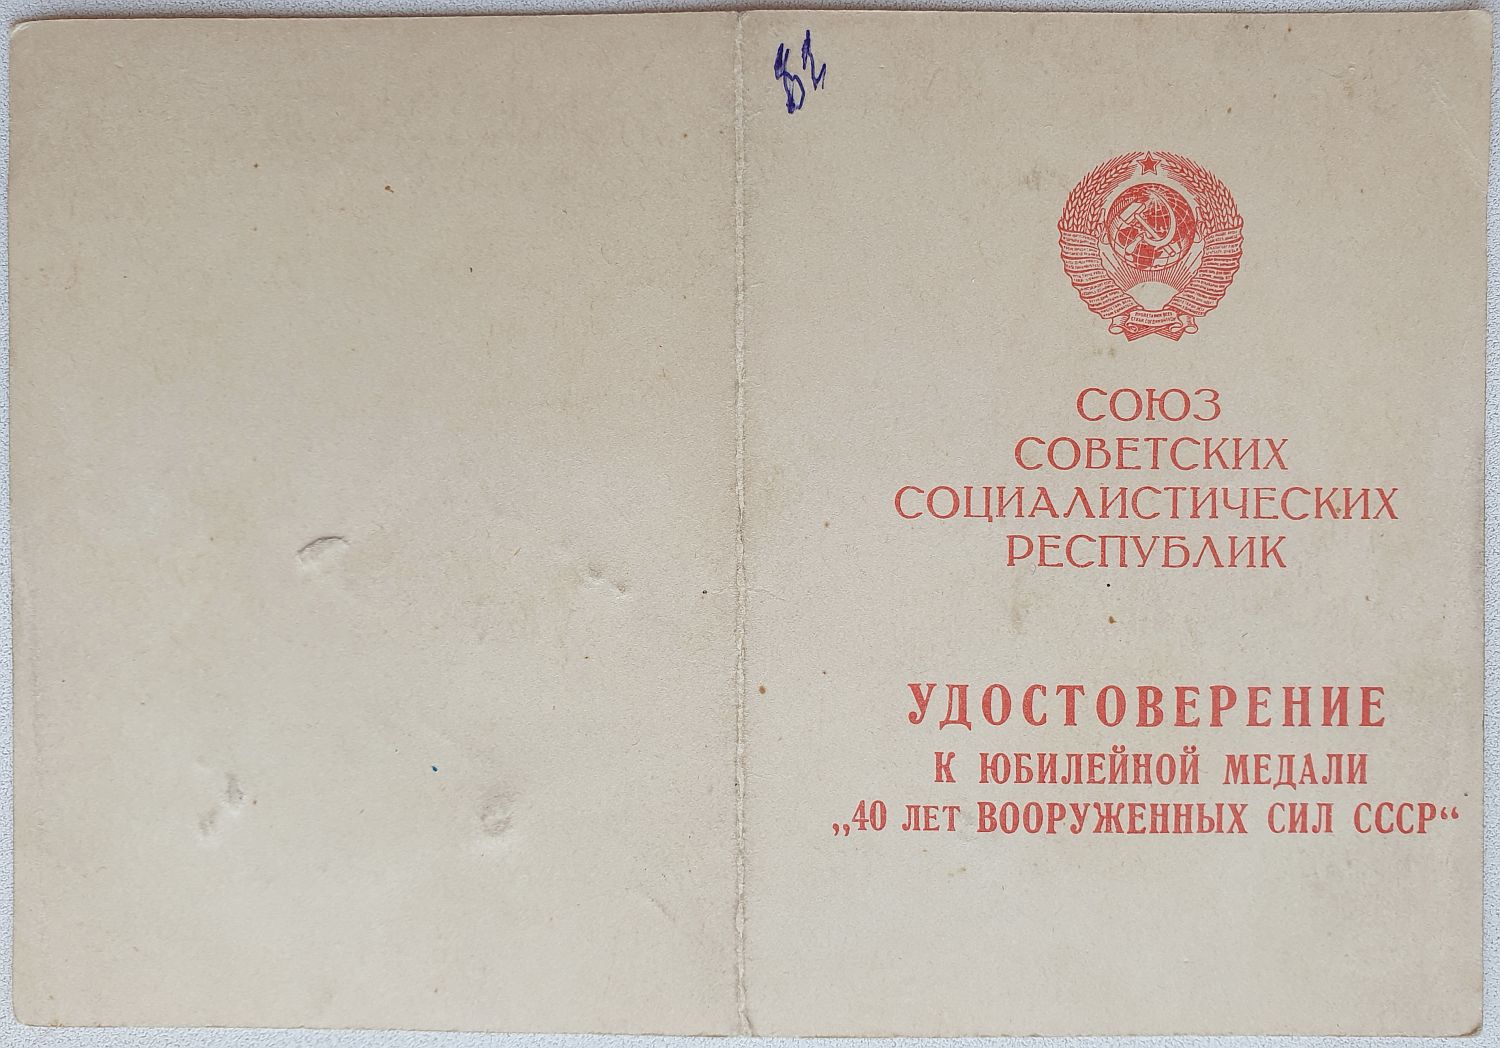 СОЮЗ
СОВЕТСКИХ
СОЦИАЛИСТИЧЕСКИХ
РЕСПУБЛИК
УДОСТОВЕРЕНИЕ
К ЮБИЛЕЙНОЙ МЕДАЛИ
„40 ЛЕТ ВООРУЖЕННЫХ СИЛ СССР“